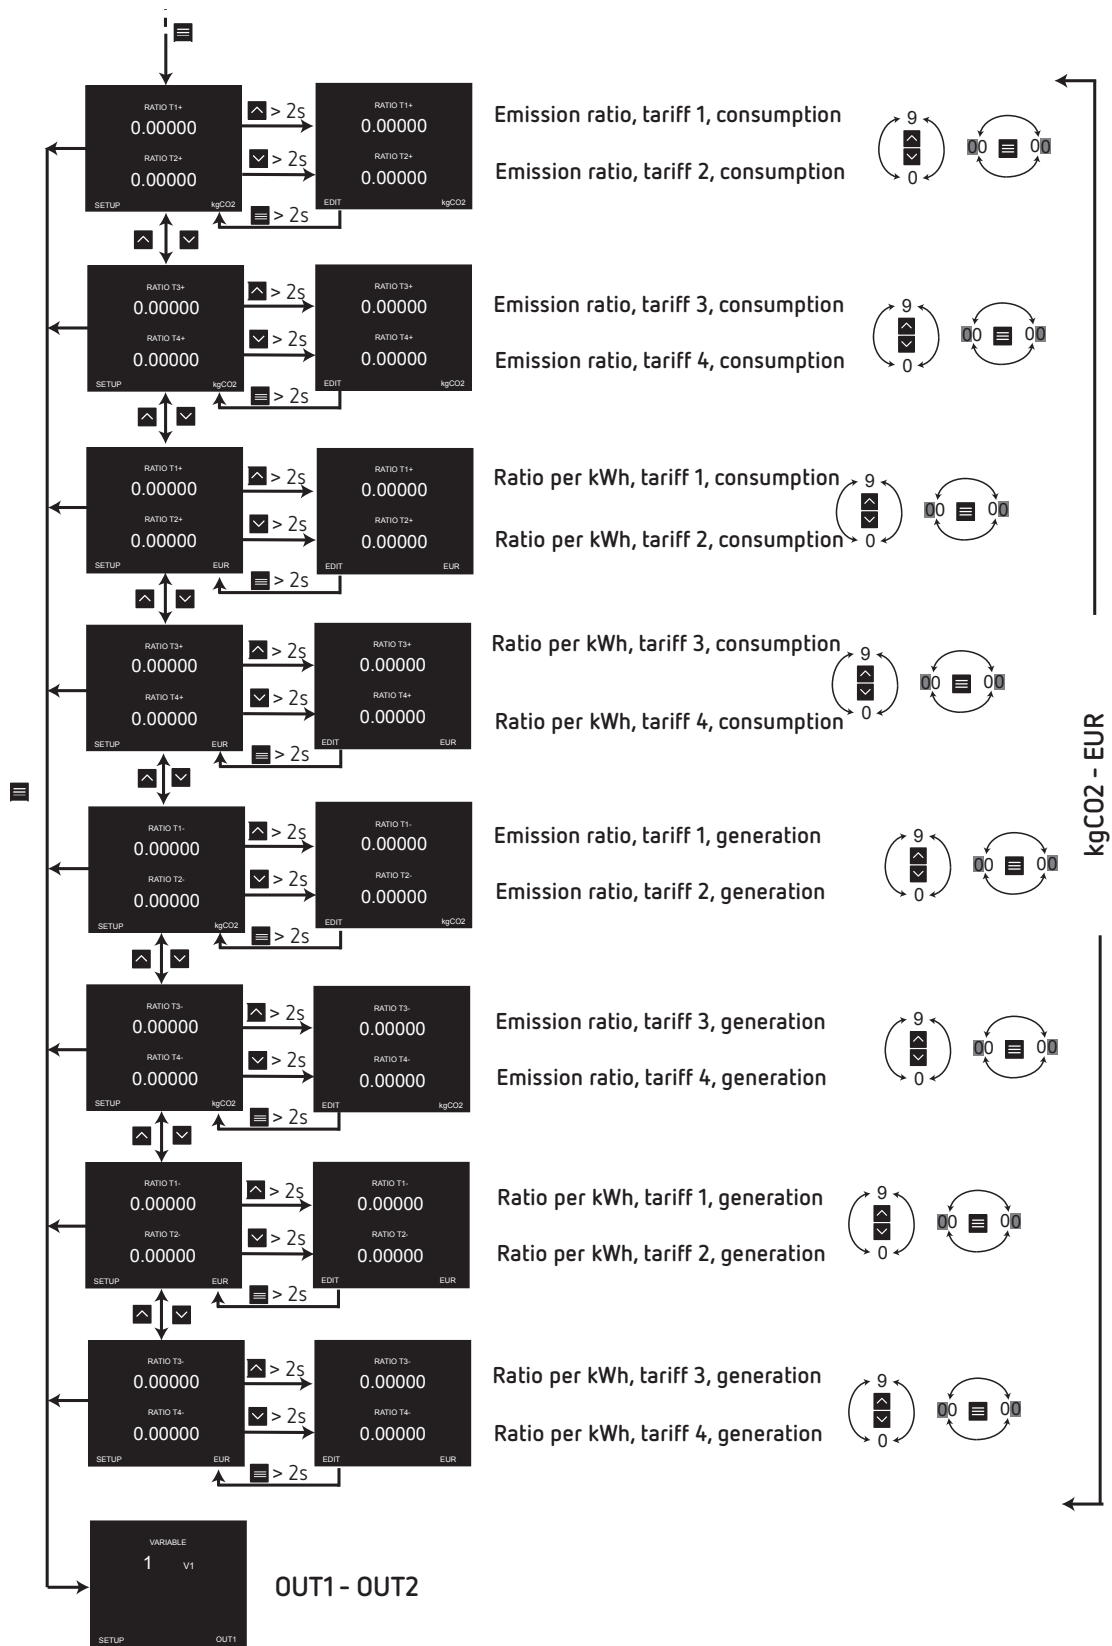 RATIO T1+
0.00000
RATIO T2+
0.00000
SETUP kgCO2
> 2s
> 2s
> 2s
RATIO T1+
0.00000
RATIO T2+
0.00000
EDIT kgCO2
Emission ratio, tariff 1, consumption
Emission ratio, tariff 2, consumption
9
0
00 00
RATIO T3+
0.00000
RATIO T4+
0.00000
SETUP kgCO2
> 2s
> 2s
> 2s
RATIO T3+
0.00000
RATIO T4+
0.00000
EDIT kgCO2
Emission ratio, tariff 3, consumption
Emission ratio, tariff 4, consumption
9
0
00 00
RATIO T1+
0.00000
RATIO T2+
0.00000
SETUP EUR
> 2s
> 2s
> 2s
RATIO T1+
0.00000
RATIO T2+
0.00000
EDIT EUR
Ratio per kWh, tariff 1, consumption
Ratio per kWh, tariff 2, consumption
9
0
00 00
RATIO T3+
0.00000
RATIO T4+
0.00000
SETUP EUR
> 2s
> 2s
> 2s
RATIO T3+
0.00000
RATIO T4+
0.00000
EDIT EUR
Ratio per kWh, tariff 3, consumption
Ratio per kWh, tariff 4, consumption
9
0
00 00
kgCO2 - EUR
RATIO T1-
0.00000
RATIO T2-
0.00000
SETUP kgCO2
> 2s
> 2s
> 2s
RATIO T1-
0.00000
RATIO T2-
0.00000
EDIT kgCO2
Emission ratio, tariff 1, generation
Emission ratio, tariff 2, generation
9
0
00 00
RATIO T3-
0.00000
RATIO T4-
0.00000
SETUP kgCO2
> 2s
> 2s
> 2s
RATIO T3-
0.00000
RATIO T4-
0.00000
EDIT kgCO2
Emission ratio, tariff 3, generation
Emission ratio, tariff 4, generation
9
0
00 00
RATIO T1-
0.00000
RATIO T2-
0.00000
SETUP EUR
> 2s
> 2s
> 2s
RATIO T1-
0.00000
RATIO T2-
0.00000
EDIT EUR
Ratio per kWh, tariff 1, generation
Ratio per kWh, tariff 2, generation
9
0
00 00
RATIO T3-
0.00000
RATIO T4-
0.00000
SETUP EUR
> 2s
> 2s
> 2s
RATIO T3-
0.00000
RATIO T4-
0.00000
EDIT EUR
Ratio per kWh, tariff 3, generation
Ratio per kWh, tariff 4, generation
9
0
00 00
VARIABLE
1 V1
SETUP OUT1
OUT1 - OUT2